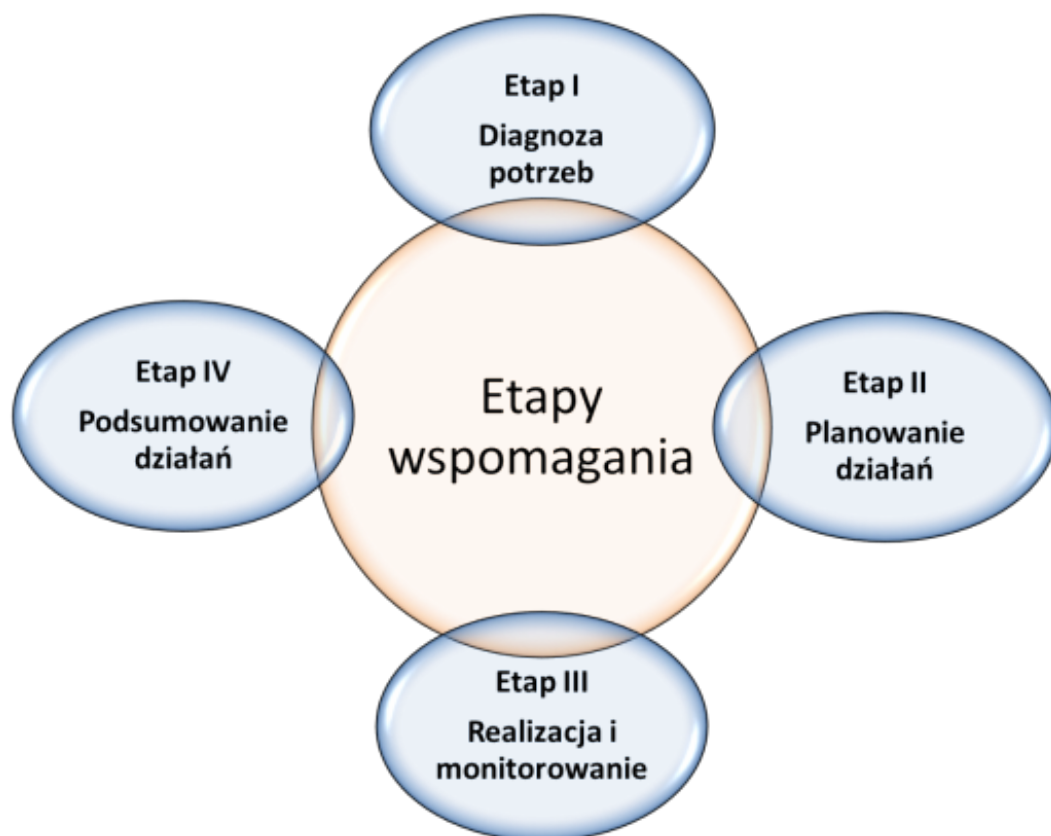 Etap I
Diagnoza
potrzeb
Etap IV
Podsumowanie
działań
Etapy
wspomagania
Etap II
Planowanie
działań
Etap III
Realizacja i
monitorowanie